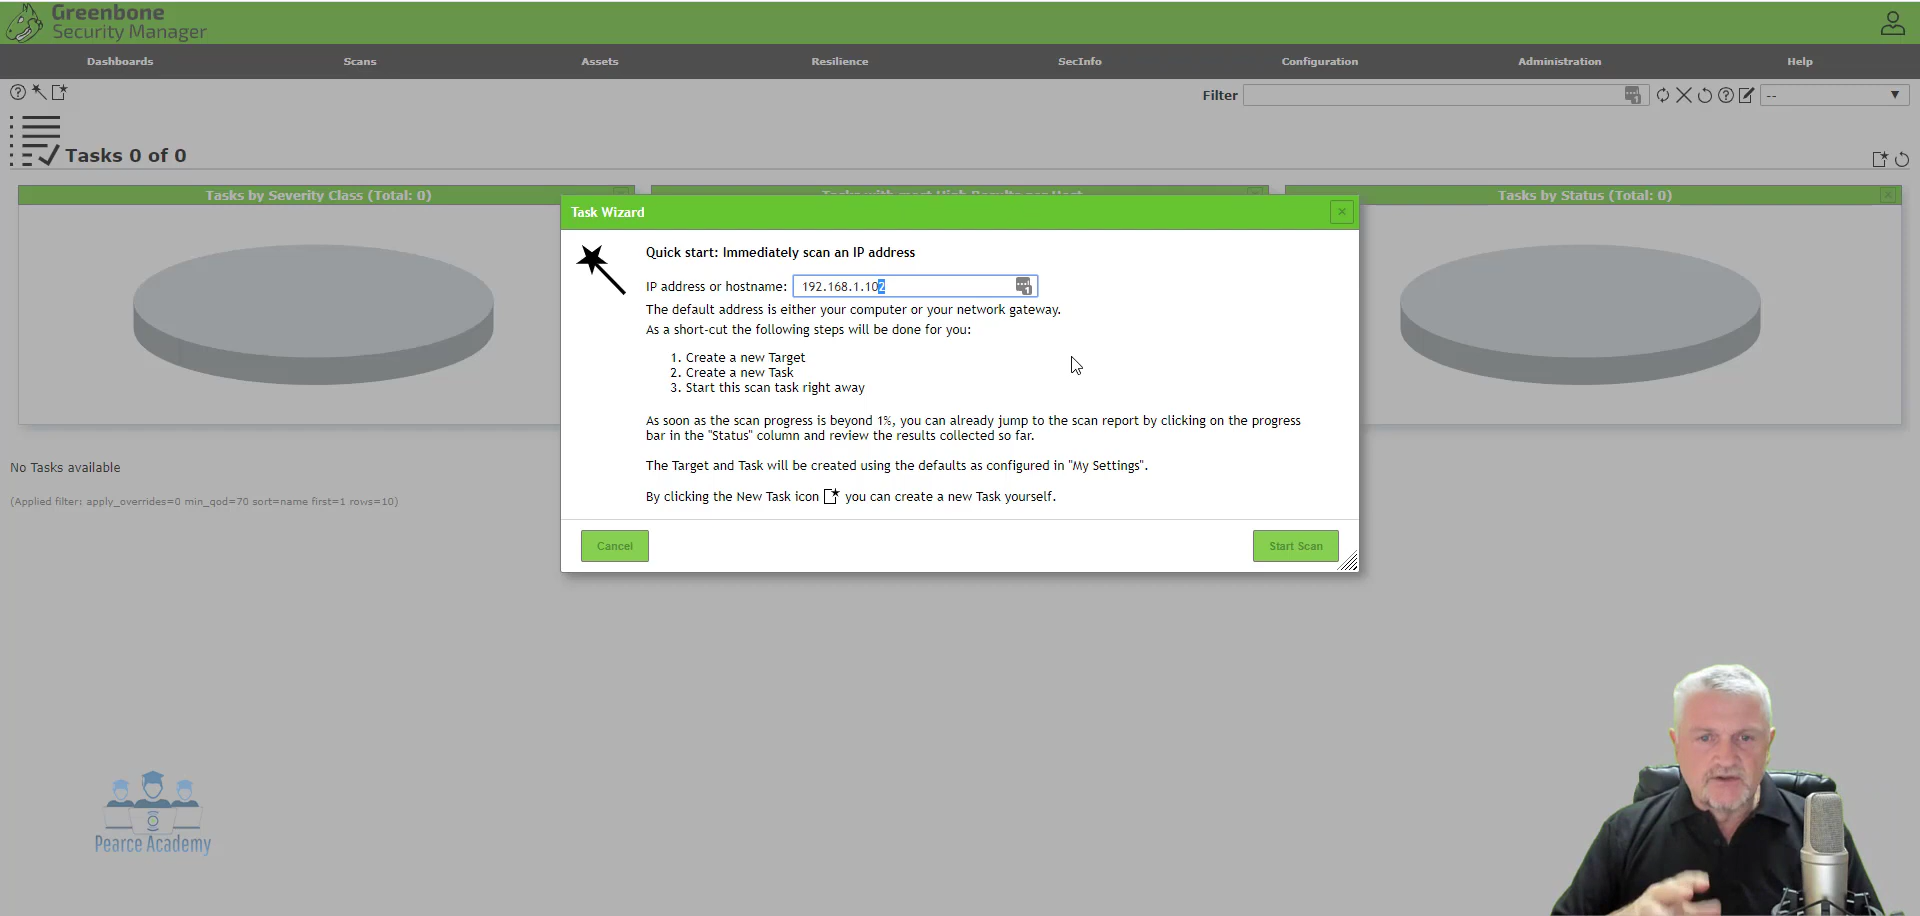 Greenbone
Security Manager
Dashboards Scans Assets Resilience SecInfo Configuration Administration Help
Filter --
Tasks 0 of 0
Tasks by Severity Class (Total: 0)
Tasks with most High Results per Host
Tasks by Status (Total: 0)
Task Wizard
Quick start: Immediately scan an IP address
IP address or hostname: 192.168.1.102
The default address is either your computer or your network gateway.
As a short-cut the following steps will be done for you:
1. Create a new Target
2. Create a new Task
3. Start this scan task right away
As soon as the scan progress is beyond 1%, you can already jump to the scan report by clicking on the progress
bar in the "Status" column and review the results collected so far.
The Target and Task will be created using the defaults as configured in "My Settings".
By clicking the New Task icon you can create a new Task yourself.
Cancel Start Scan
No Tasks available
(Applied filter: apply_overrides=0 min_qod=70 sort=name first=1 rows=10)
Pearce Academy